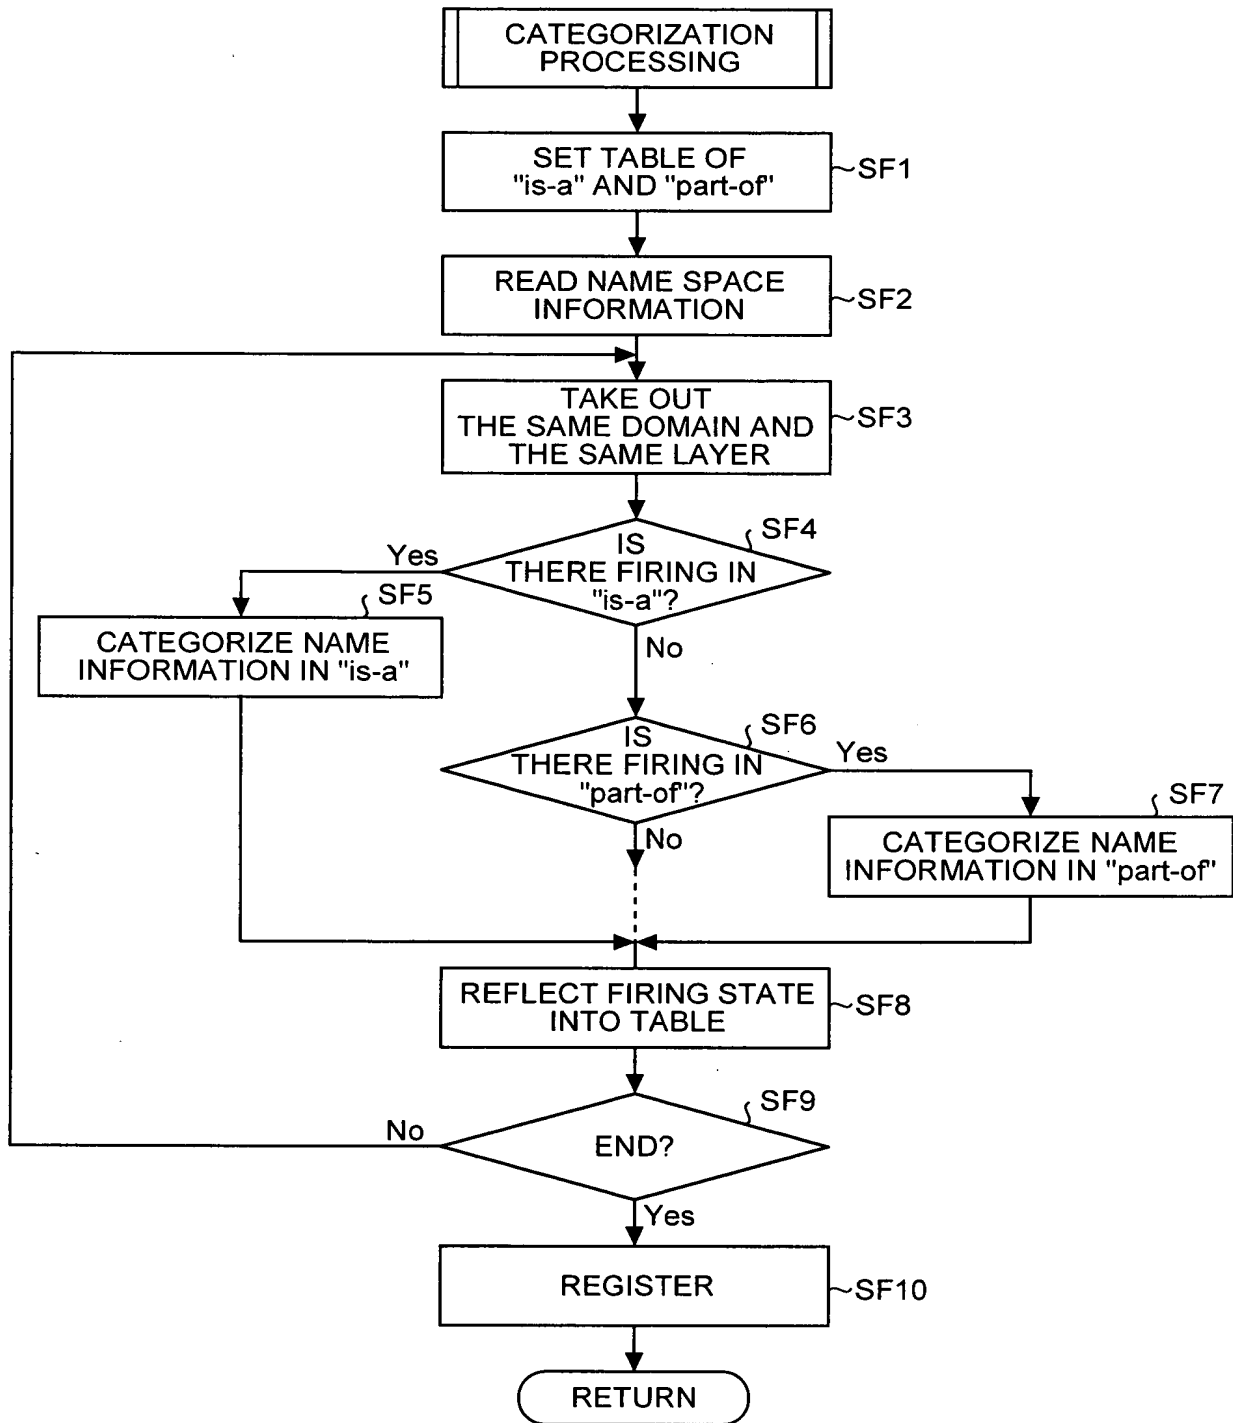 CATEGORIZATION
PROCESSING
SET TABLE OF
"is-a" AND "part-of"
SF1
READ NAME SPACE
INFORMATION
SF2
TAKE OUT
THE SAME DOMAIN AND
THE SAME LAYER
SF3
SF4
IS
THERE FIRING IN
"is-a"?
Yes
No
SF5
CATEGORIZE NAME
INFORMATION IN "is-a"
SF6
IS
THERE FIRING IN
"part-of"?
Yes
No
SF7
CATEGORIZE NAME
INFORMATION IN "part-of"
REFLECT FIRING STATE
INTO TABLE
SF8
SF9
END?
No
Yes
REGISTER
SF10
RETURN